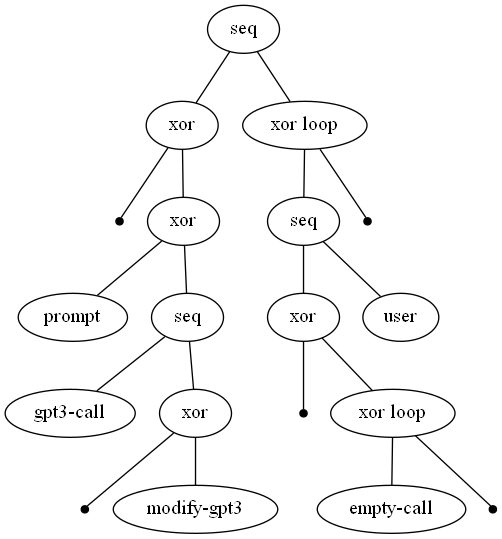 seq
xor
xor loop
xor
seq
prompt
seq
xor
user
gpt3-call
xor
xor loop
modify-gpt3
empty-call